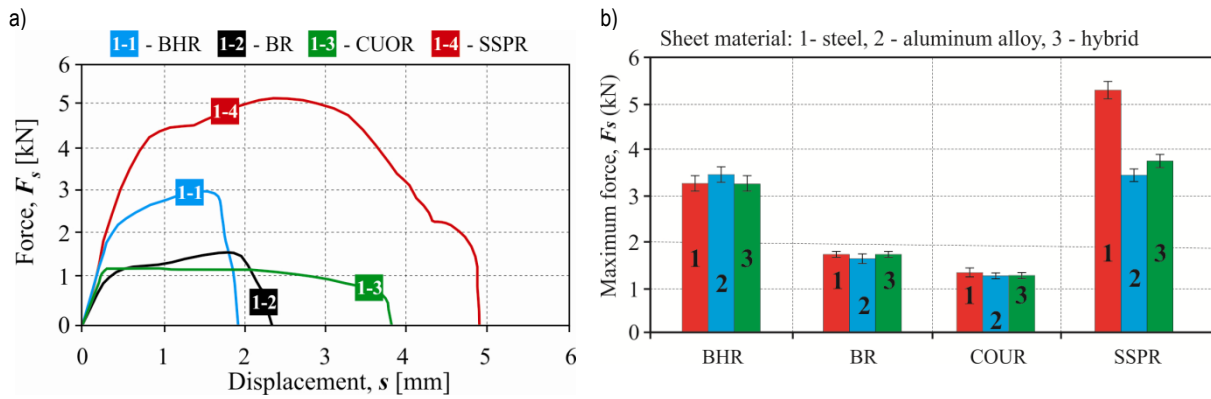 a)
1-1 - BHR 1-2 - BR 1-3 - CUOR 1-4 - SSPR
Force, Fs [kN]
6
5
4
3
2
1
0
1-4
1-1
1-2
1-3
0 1 2 3 4 5 6
Displacement, s [mm]
b)
Sheet material: 1- steel, 2 - aluminum alloy, 3 - hybrid
Maximum force, Fs (kN)
6
5
4
3
2
1
0
1 2 3
1 2 3
1 2 3
1 2 3
BHR BR COUR SSPR